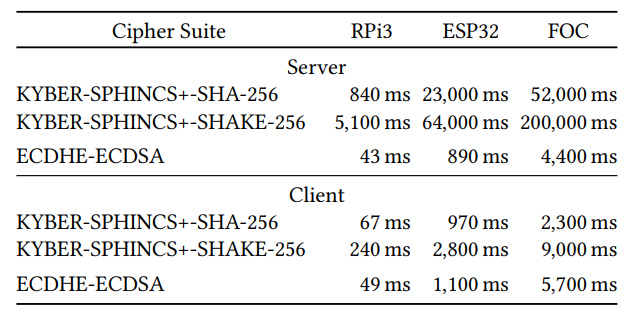 Cipher Suite RPi3 ESP32 FOC
Server
KYBER-SPHINCS+-SHA-256 840 ms 23,000 ms 52,000 ms
KYBER-SPHINCS+-SHAKE-256 5,100 ms 64,000 ms 200,000 ms
ECDHE-ECDSA 43 ms 890 ms 4,400 ms
Client
KYBER-SPHINCS+-SHA-256 67 ms 970 ms 2,300 ms
KYBER-SPHINCS+-SHAKE-256 240 ms 2,800 ms 9,000 ms
ECDHE-ECDSA 49 ms 1,100 ms 5,700 ms